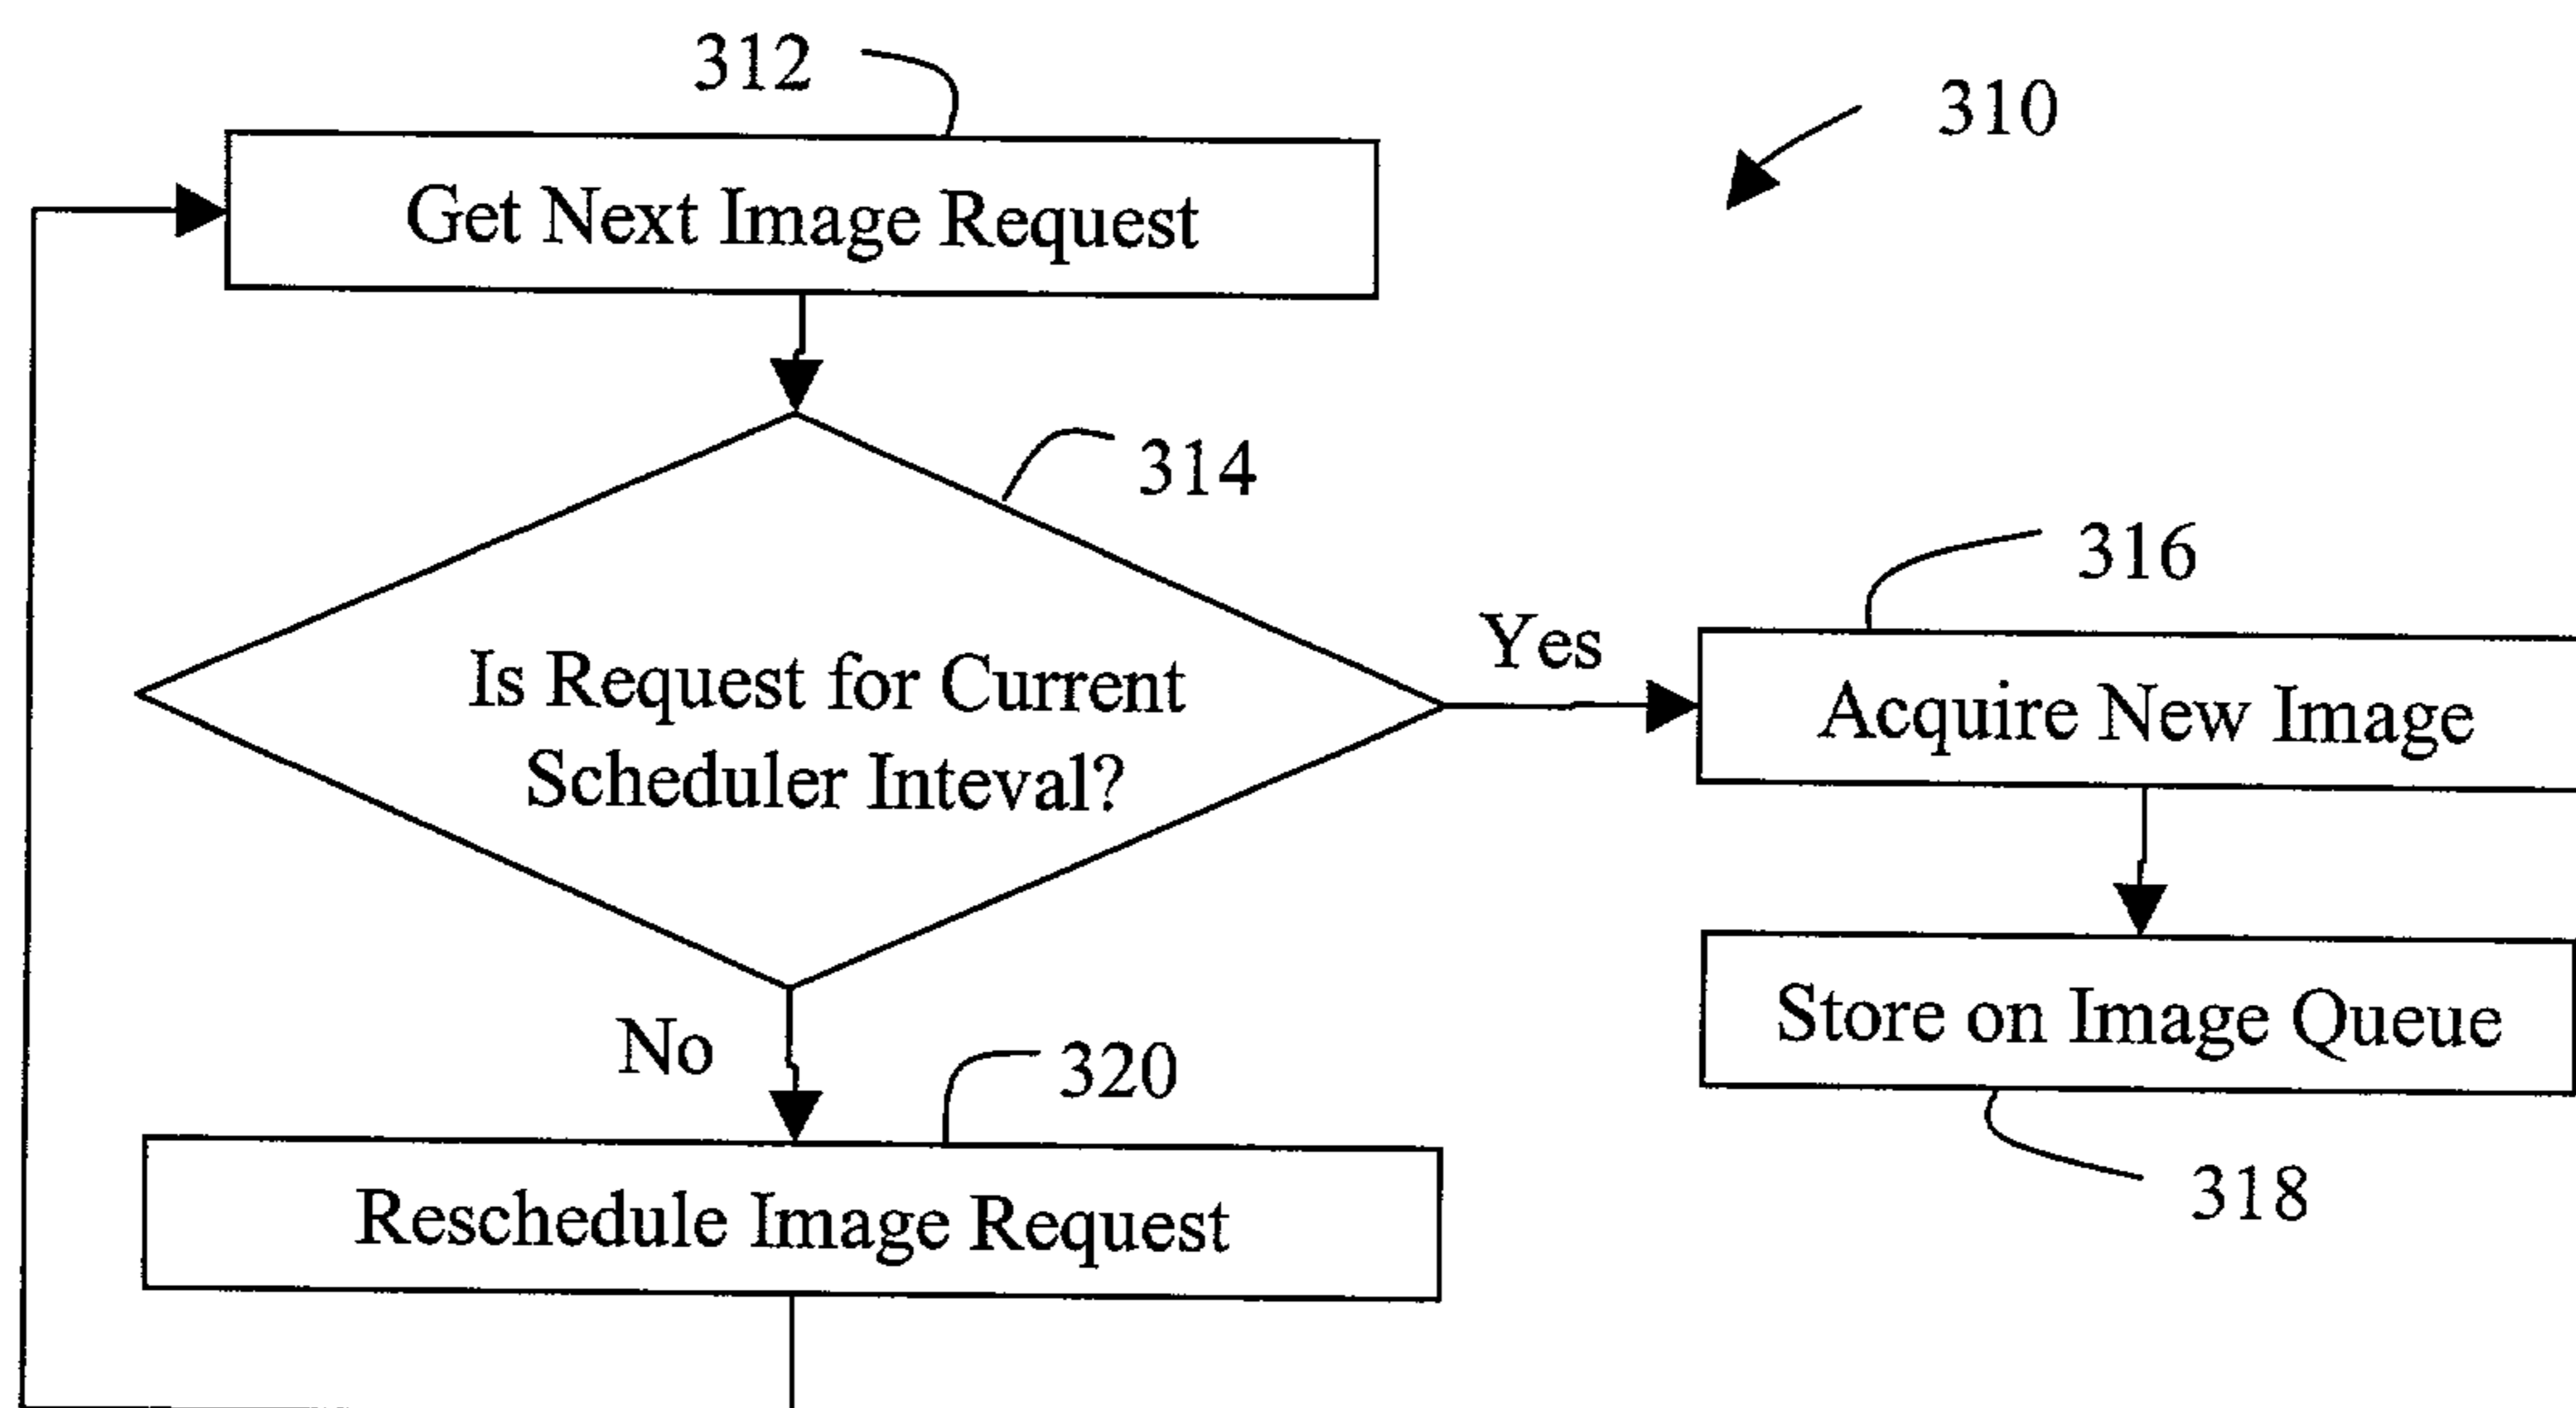 312
310
Get Next Image Request
314
316
Yes
Is Request for Current
Scheduler Inteval?
Acquire New Image
No
Store on Image Queue
320
318
Reschedule Image Request